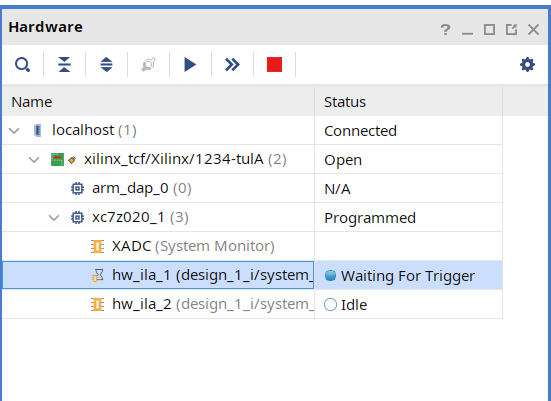 Hardware
Name Status
localhost (1) Connected
xilinx_tcf/Xilinx/1234-tulA (2) Open
arm_dap_0 (0) N/A
xc7z020_1 (3) Programmed
XADC (System Monitor)
hw_ila_1 (design_1_i/system_ Waiting For Trigger
hw_ila_2 (design_1_i/system_ Idle